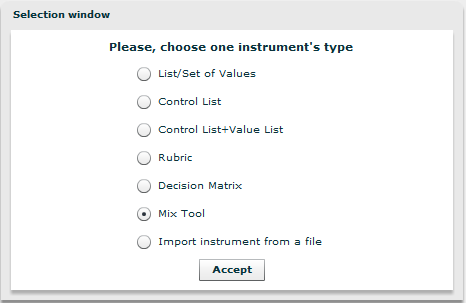 Selection window
Please, choose one instrument's type
List/Set of Values
Control List
Control List+Value List
Rubric
Decision Matrix
Mix Tool
Import instrument from a file
Accept